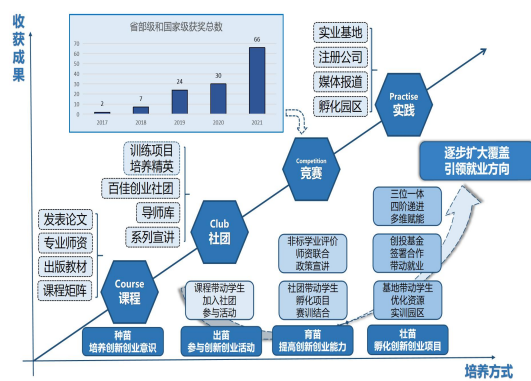 收获成果
省部级和国家级获奖总数
70
60
50
40
30
20
10
0
2
7
24
30
66
2017
2018
2019
2020
2021
实业基地
注册公司
媒体报道
孵化园区
Practise
实践
训练项目
培养精英
百佳创业社团
导师库
系列宣讲
Competition
竞赛
逐步扩大覆盖
引领就业方向
发表论文
专业师资
出版教材
课程矩阵
Club
社团
Course
课程
三位一体
四阶递进
多维赋能
非标学业评价
师资联合
政策宣讲
创投基金
签署合作
带动就业
课程带动学生
加入社团
参与活动
社团带动学生
孵化项目
赛训结合
基地带动学生
优化资源
实训园区
种苗
培养创新创业意识
出苗
参与创新创业活动
育苗
提高创新创业能力
壮苗
孵化创新创业项目
培养方式